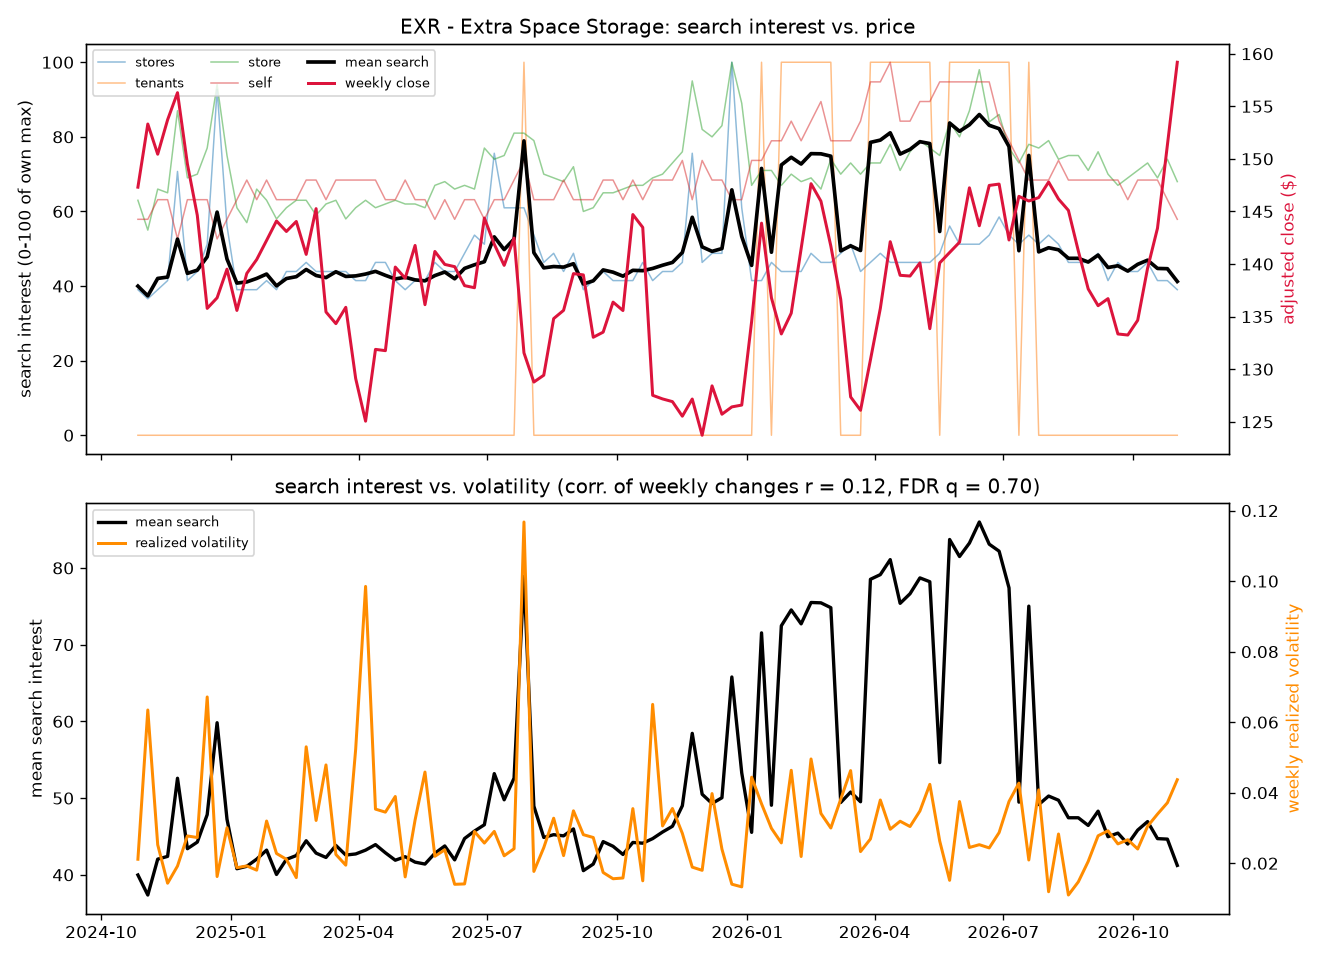 EXR - Extra Space Storage: search interest vs. price
stores
tenants
store
self
mean search
weekly close
100
80
60
40
20
0
search interest (0-100 of own max)
160
155
150
145
140
135
130
125
adjusted close ($)
search interest vs. volatility (corr. of weekly changes r = 0.12, FDR q = 0.70)
mean search
realized volatility
80
70
60
50
40
mean search interest
0.12
0.10
0.08
0.06
0.04
0.02
weekly realized volatility
2024-10
2025-01
2025-04
2025-07
2025-10
2026-01
2026-04
2026-07
2026-10